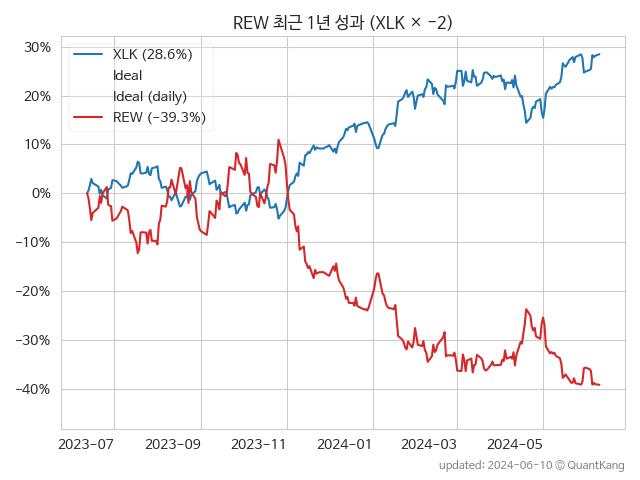 REW 최근 1년 성과 (XLK × −2)
XLK (28.6%)
Ideal
Ideal (daily)
REW (−39.3%)
30%
20%
10%
0%
−10%
−20%
−30%
−40%
2023−07
2023−09
2023−11
2024−01
2024−03
2024−05
updated: 2024-06-10 © QuantKang